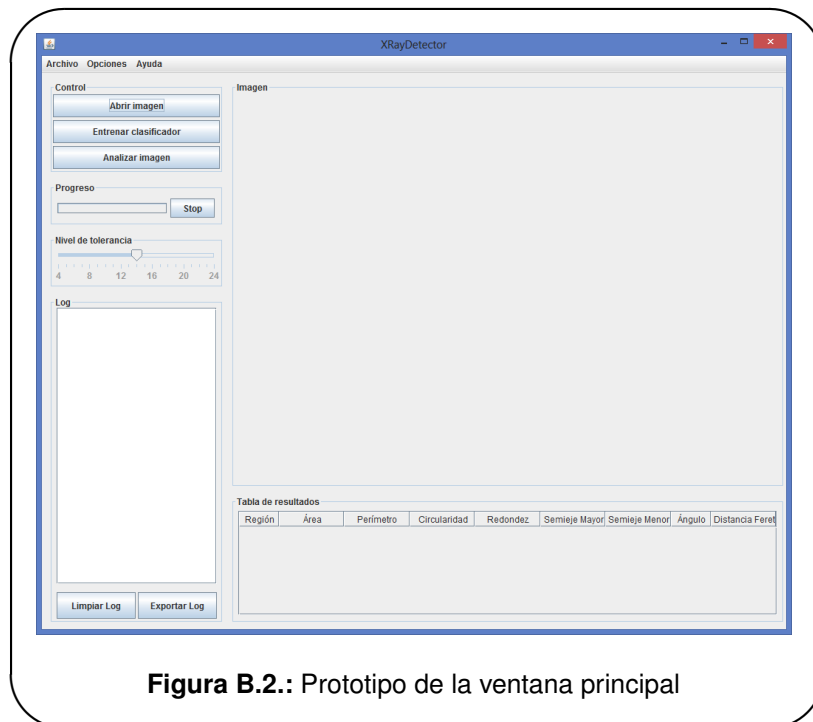 XRayDetector
Archivo Opciones Ayuda
Control
Abrir imagen
Entrenar clasificador
Analizar imagen
Progreso
Stop
Nivel de tolerancia
4 8 12 16 20 24
Log
Limpiar Log Exportar Log
Imagen
Tabla de resultados
Región Área Perímetro Circularidad Redondez Semieje Mayor Semieje Menor Ángulo Distancia Feret
Figura B.2.: Prototipo de la ventana principal